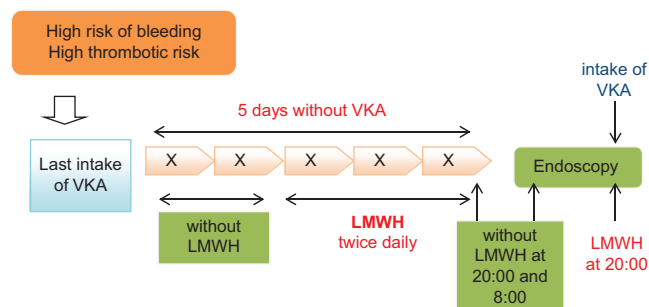 High risk of bleeding
High thrombotic risk
intake of
VKA
5 days without VKA
Last intake
of VKA
X
X
X
X
X
Endoscopy
without
LMWH
LMWH
twice daily
without
LMWH at
20:00 and
8:00
LMWH
at 20:00